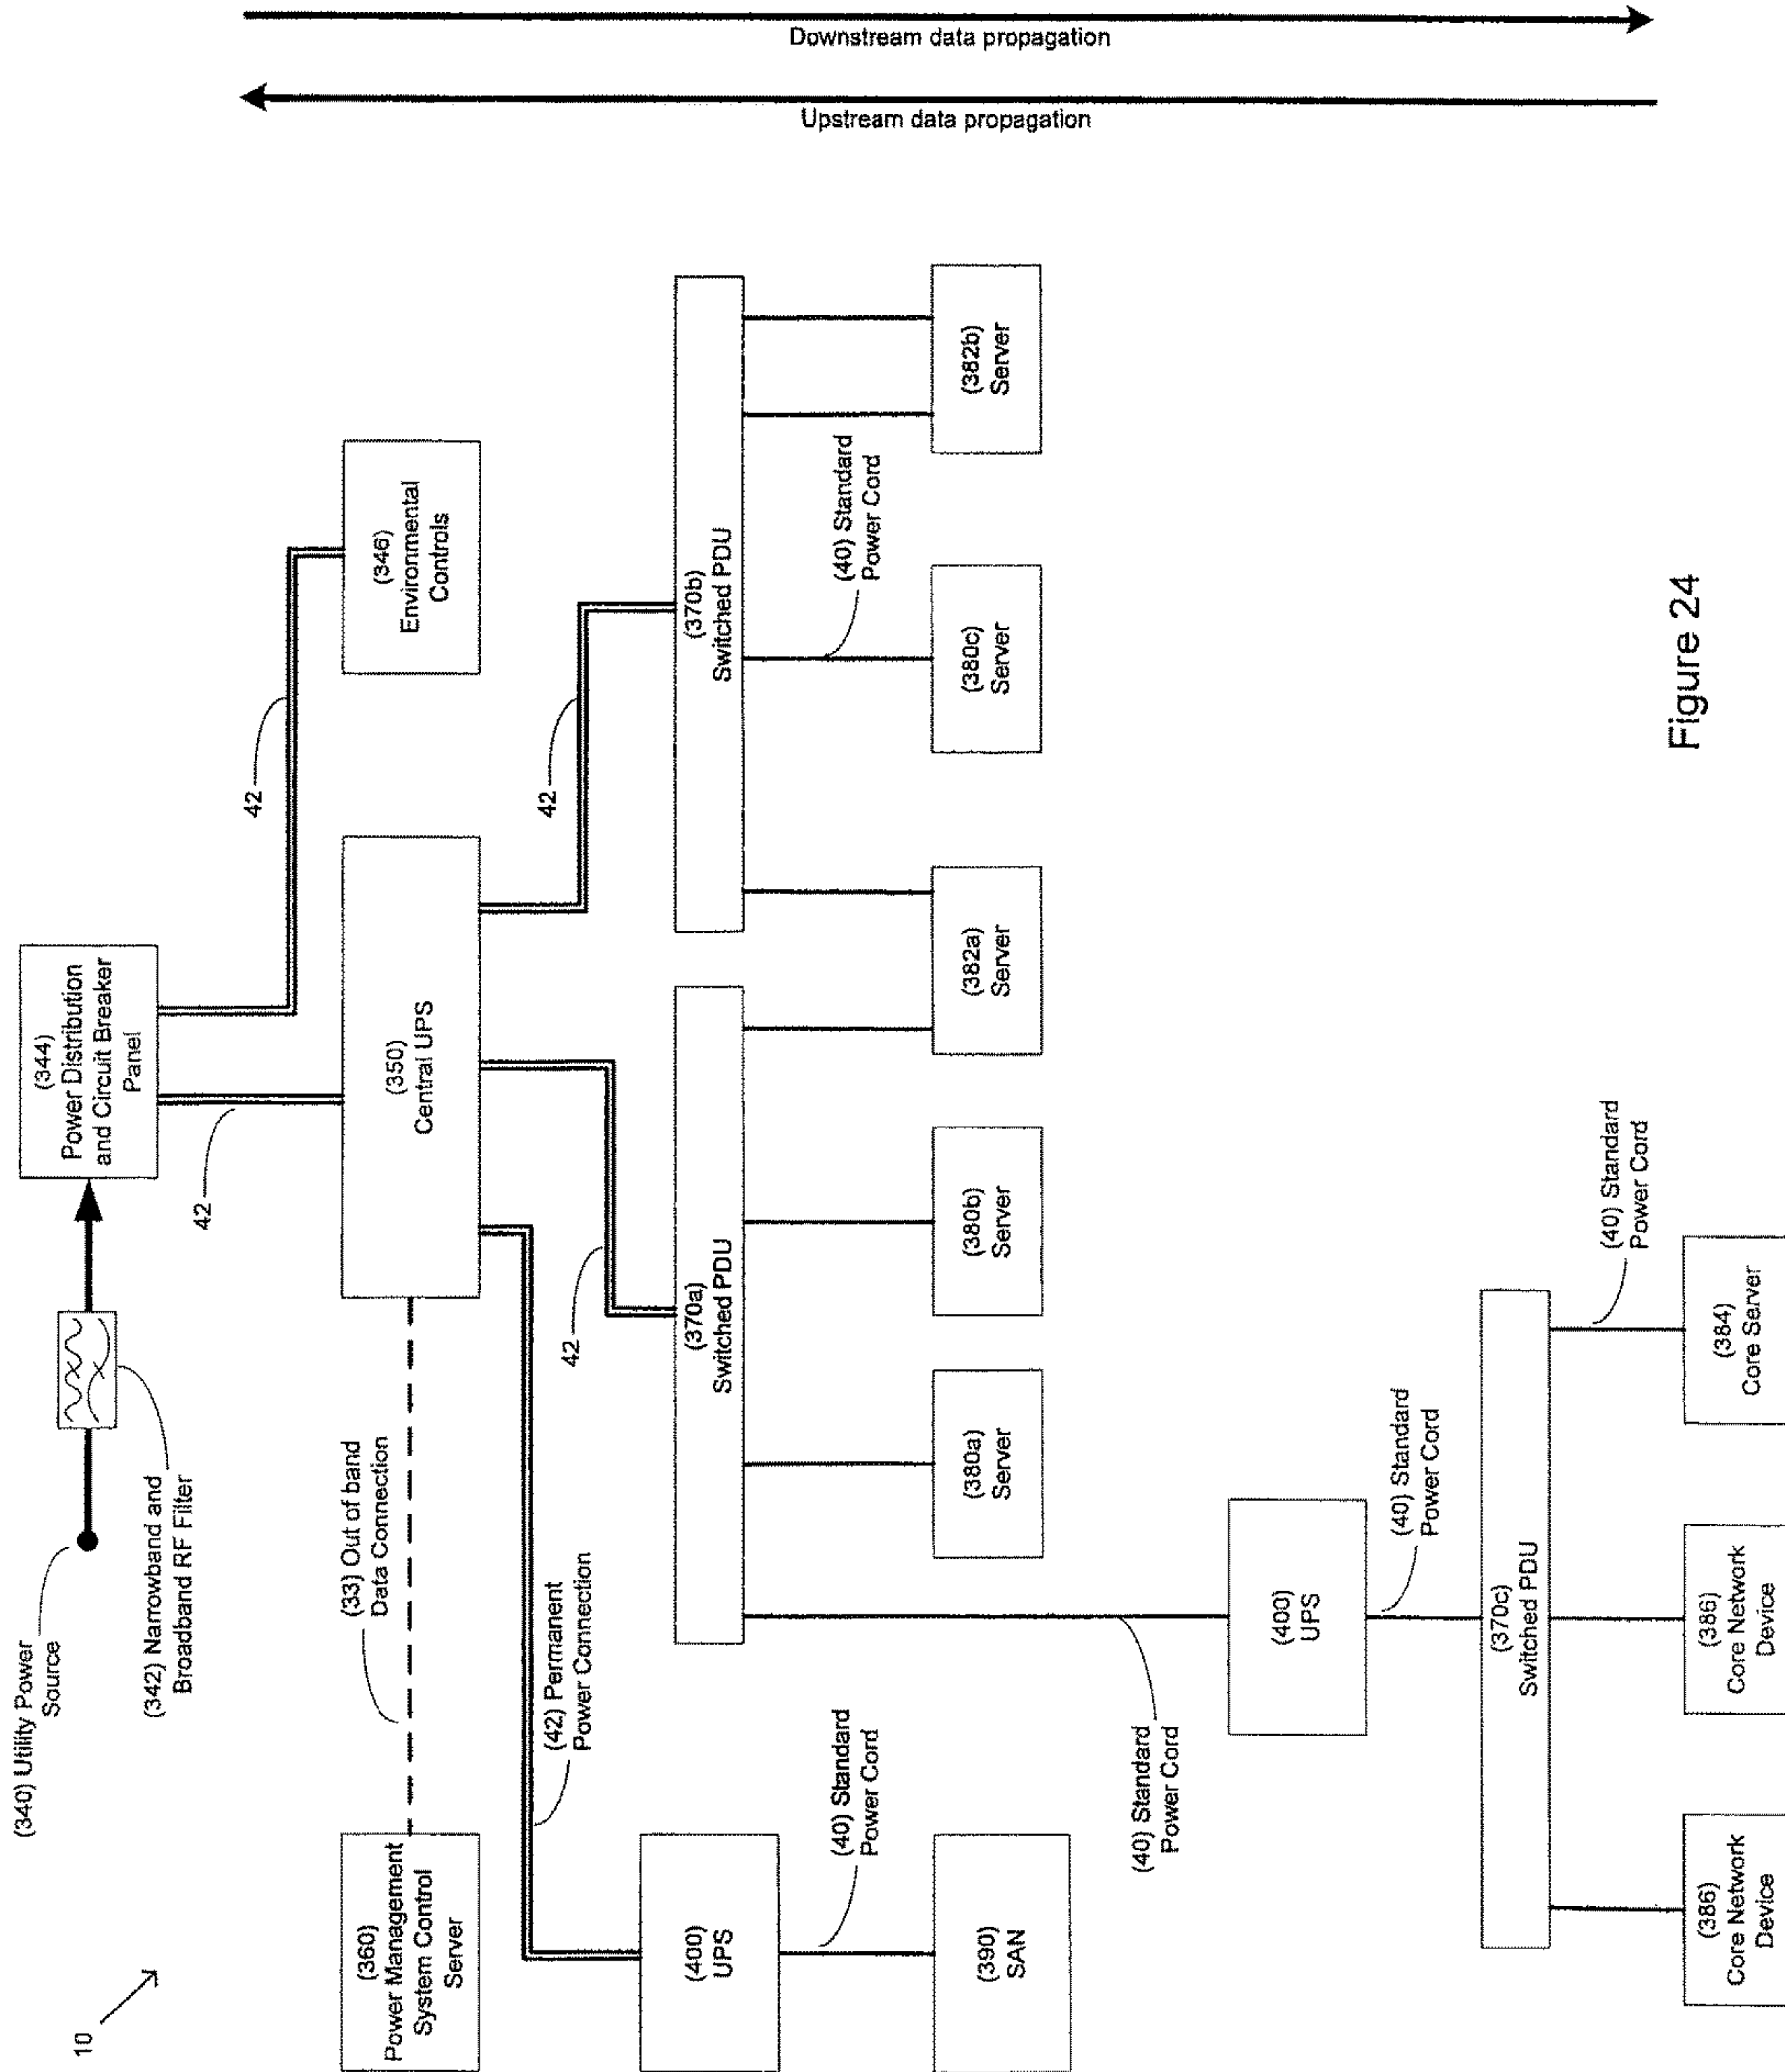 10
(340) Utility Power
Source
(342) Narrowband and
Broadband RF Filter
(344)
Power Distribution
and Circuit Breaker
Panel
42
42
(360)
Power Management
System Control
Server
(33) Out of band
Data Connection
(350)
Central UPS
(346)
Environmental
Controls
(42) Permanent
Power Connection
42
42
(400)
UPS
(370a)
Switched PDU
(370b)
Switched PDU
(40) Standard
Power Cord
(40) Standard
Power Cord
(390)
SAN
(380a)
Server
(380b)
Server
(382a)
Server
(380c)
Server
(382b)
Server
(40) Standard
Power Cord
(400)
UPS
(40) Standard
Power Cord
(370c)
Switched PDU
(40) Standard
Power Cord
(386)
Core Network
Device
(386)
Core Network
Device
(384)
Core Server
Figure 24
Upstream data propagation
Downstream data propagation